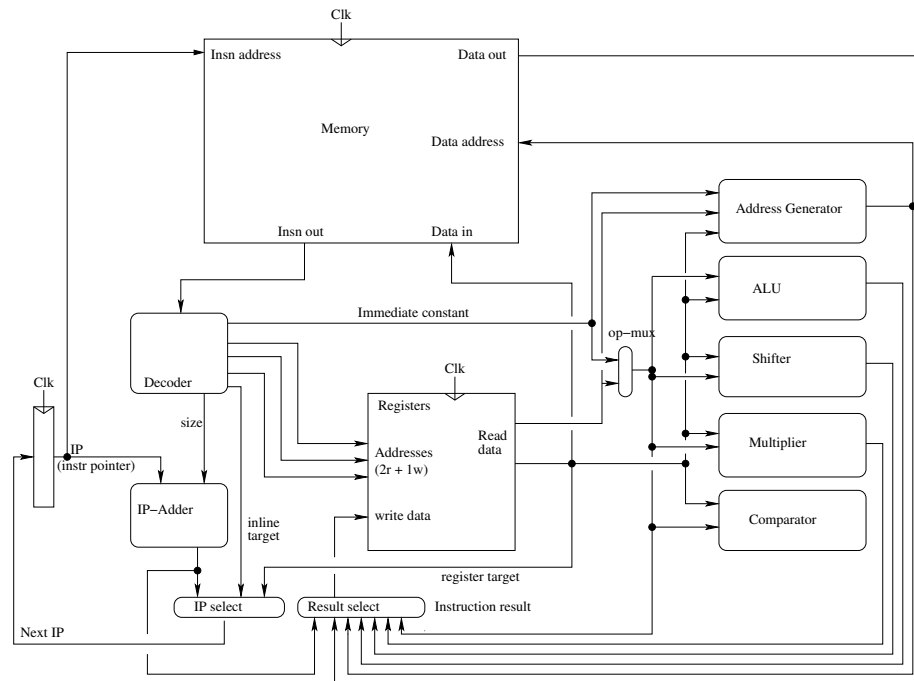 Clk
Insn address
Data out
Memory
Data address
Address Generator
Insn out
Data in
ALU
Immediate constant
op-mux
Decoder
Clk
Shifter
Clk
Registers
size
Read
data
Addresses
(2r + 1w)
Multiplier
IP
(instr pointer)
IP-Adder
write data
Comparator
inline
target
register target
IP select
Result select
Instruction result
Next IP